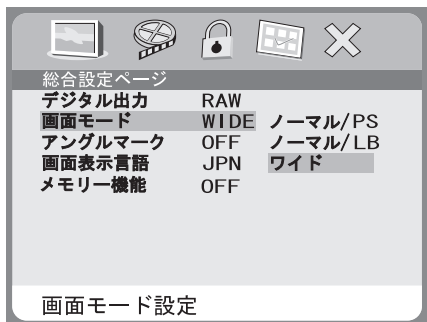 総合設定ページ
デジタル出力 RAW
画面モード WIDE ノーマル/PS
アングルマーク OFF ノーマル/LB
画面表示言語 JPN ワイド
メモリー機能 OFF
画面モード設定